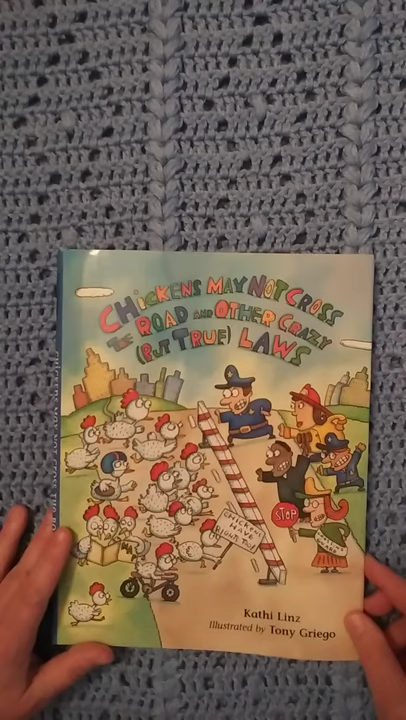 CHICKENS MAY NOT CROSS
THE ROAD AND OTHER CRAZY
(BUT TRUE) LAWS
STOP
CHICKENS
HAVE
RIGHTS TOO!
Kathi Linz
Illustrated by Tony Griego